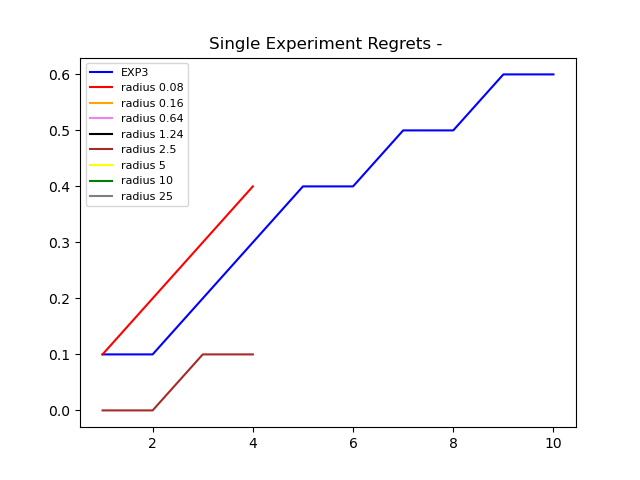 Single Experiment Regrets -
EXP3
radius 0.08
radius 0.16
radius 0.64
radius 1.24
radius 2.5
radius 5
radius 10
radius 25
0.6
0.5
0.4
0.3
0.2
0.1
0.0
2 4 6 8 10